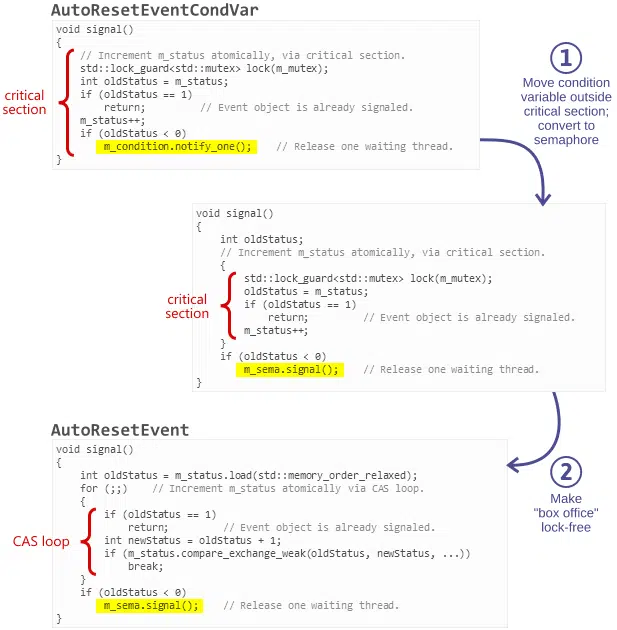 AutoResetEventCondVar
void signal()
{
    // Increment m_status atomically, via critical section.
    std::lock_guard<std::mutex> lock(m_mutex);
    int oldStatus = m_status;
    if (oldStatus == 1)
        return;         // Event object is already signaled.
    m_status++;
    if (oldStatus < 0)
        m_condition.notify_one();   // Release one waiting thread.
}
critical
section
1
Move condition
variable outside
critical section;
convert to
semaphore
void signal()
{
    int oldStatus;
    // Increment m_status atomically, via critical section.
    {
        std::lock_guard<std::mutex> lock(m_mutex);
        oldStatus = m_status;
        if (oldStatus == 1)
            return;         // Event object is already signaled.
        m_status++;
    }
    if (oldStatus < 0)
        m_sema.signal();   // Release one waiting thread.
}
critical
section
AutoResetEvent
void signal()
{
    int oldStatus = m_status.load(std::memory_order_relaxed);
    for (;;)    // Increment m_status atomically via CAS loop.
    {
        if (oldStatus == 1)
            return;         // Event object is already signaled.
        int newStatus = oldStatus + 1;
        if (m_status.compare_exchange_weak(oldStatus, newStatus, ...))
            break;
    }
    if (oldStatus < 0)
        m_sema.signal();   // Release one waiting thread.
}
CAS loop
2
Make
"box office"
lock-free